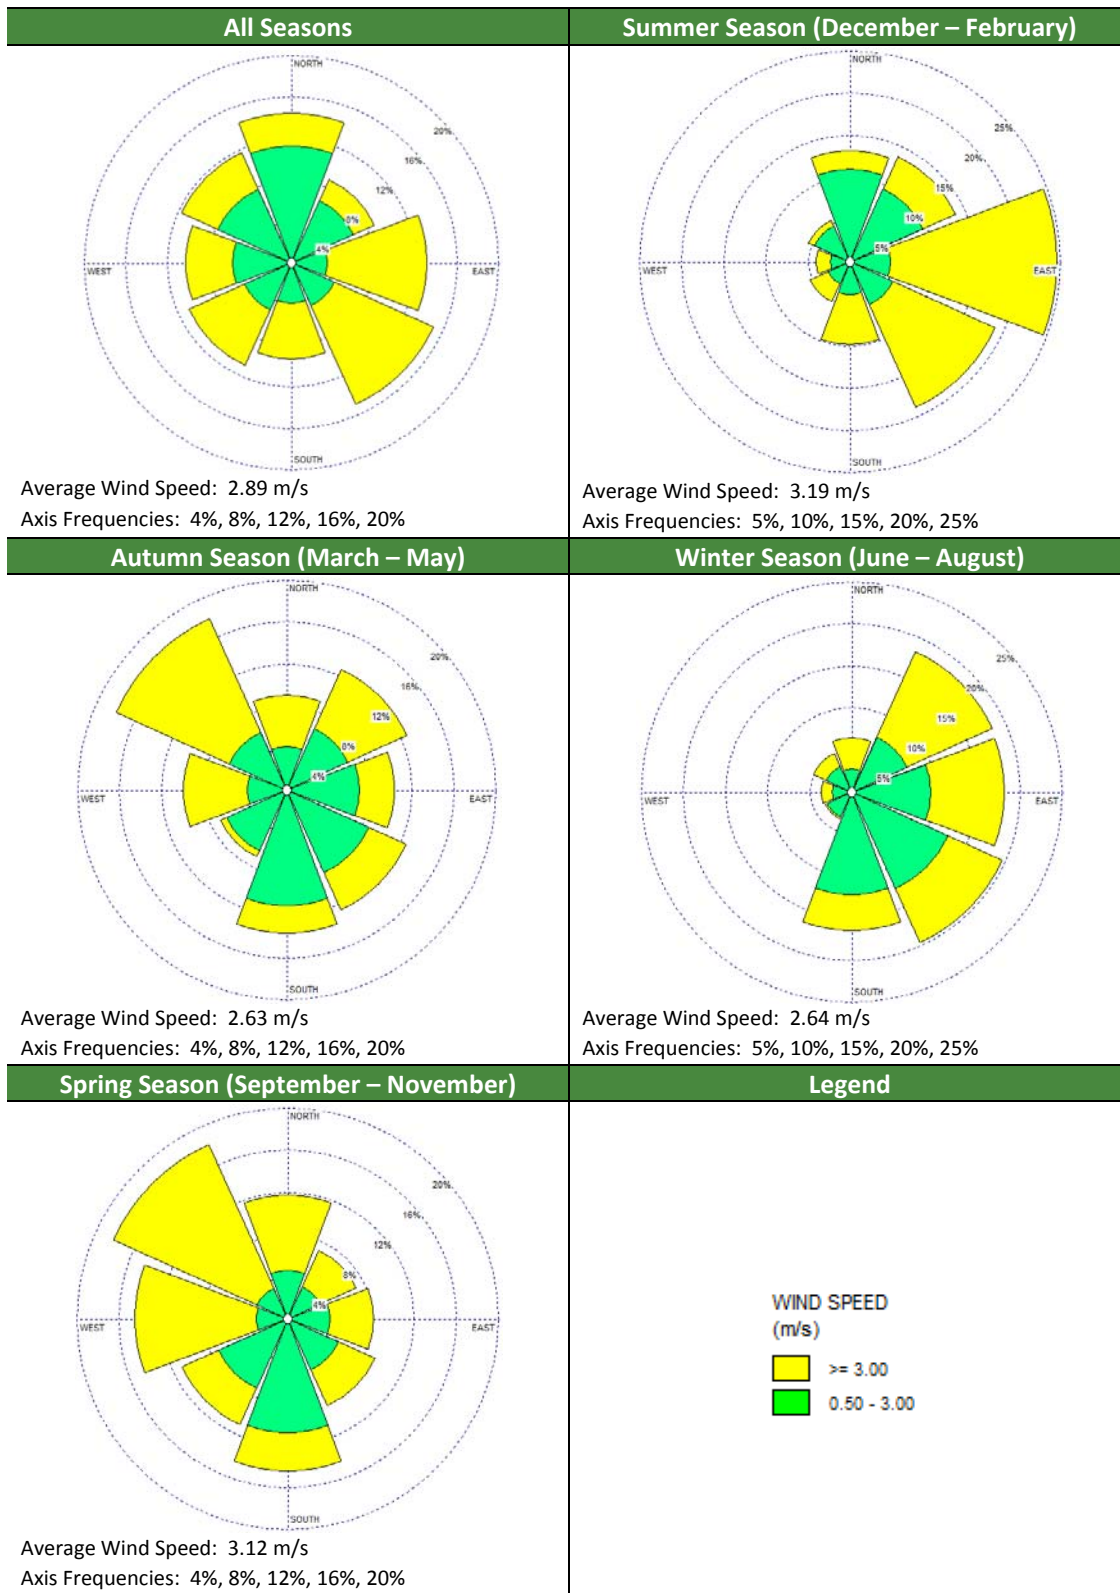 All Seasons
Summer Season (December – February)
NORTH
20%
16%
12%
8%
4%
WEST
EAST
SOUTH
Average Wind Speed: 2.89 m/s
Axis Frequencies: 4%, 8%, 12%, 16%, 20%
NORTH
25%
20%
15%
10%
5%
WEST
EAST
SOUTH
Average Wind Speed: 3.19 m/s
Axis Frequencies: 5%, 10%, 15%, 20%, 25%
Autumn Season (March – May)
Winter Season (June – August)
NORTH
20%
16%
12%
8%
4%
WEST
EAST
SOUTH
Average Wind Speed: 2.63 m/s
Axis Frequencies: 4%, 8%, 12%, 16%, 20%
NORTH
25%
20%
15%
10%
5%
WEST
EAST
SOUTH
Average Wind Speed: 2.64 m/s
Axis Frequencies: 5%, 10%, 15%, 20%, 25%
Spring Season (September – November)
Legend
NORTH
20%
16%
12%
8%
4%
WEST
EAST
SOUTH
Average Wind Speed: 3.12 m/s
Axis Frequencies: 4%, 8%, 12%, 16%, 20%
WIND SPEED
(m/s)
>= 3.00
0.50 - 3.00